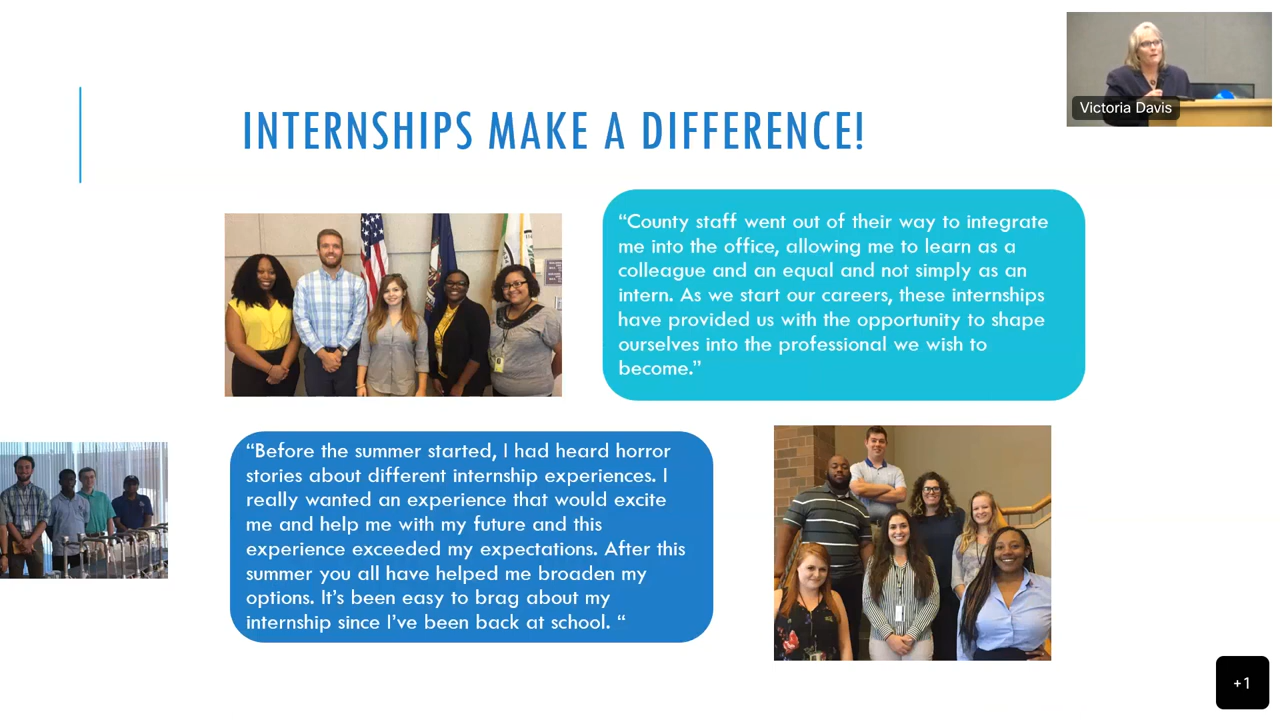 Victoria Davis
INTERNSHIPS MAKE A DIFFERENCE!
“County staff went out of their way to integrate
me into the office, allowing me to learn as a
colleague and an equal and not simply as an
intern. As we start our careers, these internships
have provided us with the opportunity to shape
ourselves into the professional we wish to
become.”
“Before the summer started, I had heard horror
stories about different internship experiences. I
really wanted an experience that would excite
me and help me with my future and this
experience exceeded my expectations. After this
summer you all have helped me broaden my
options. It’s been easy to brag about my
internship since I’ve been back at school. “
+1